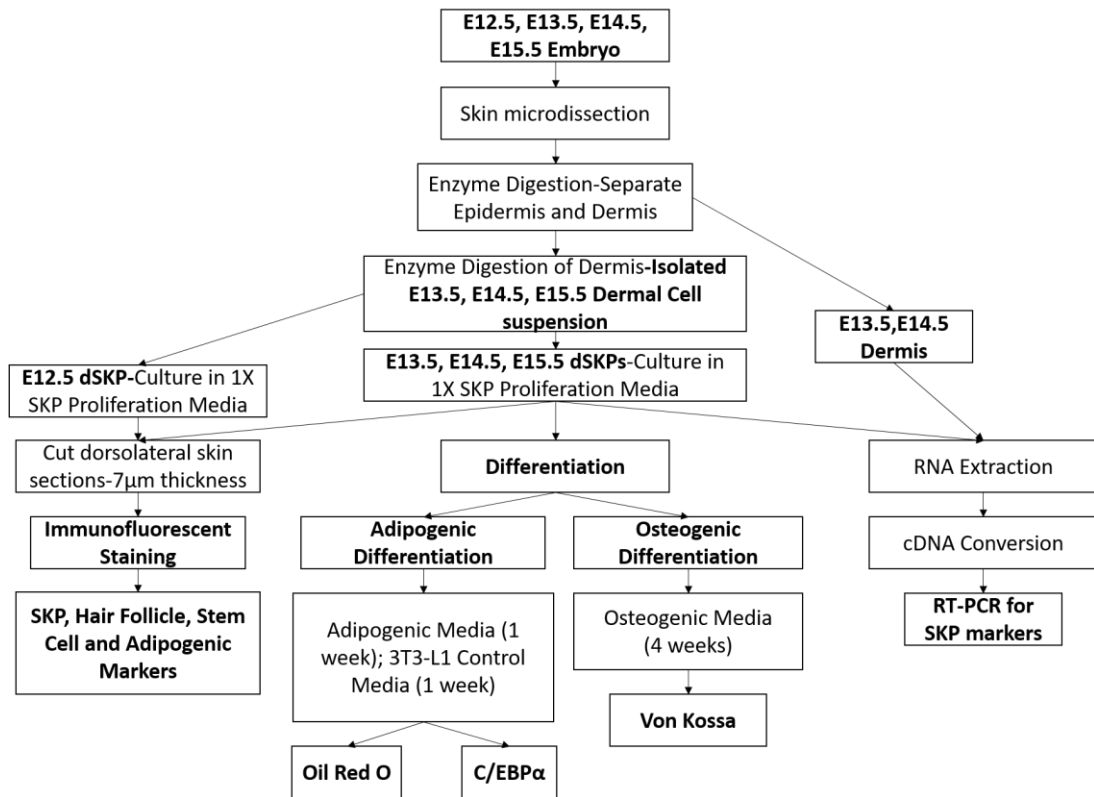 E12.5, E13.5, E14.5,
E15.5 Embryo
Skin microdissection
Enzyme Digestion-Separate
Epidermis and Dermis
Enzyme Digestion of Dermis-Isolated
E13.5, E14.5, E15.5 Dermal Cell
suspension
E13.5,E14.5
Dermis
E12.5 dSKP-Culture in 1X
SKP Proliferation Media
E13.5, E14.5, E15.5 dSKPs-Culture in
1X SKP Proliferation Media
Cut dorsolateral skin
sections-7μm thickness
Differentiation
RNA Extraction
Immunofluorescent
Staining
Adipogenic
Differentiation
Osteogenic
Differentiation
cDNA Conversion
SKP, Hair Follicle, Stem
Cell and Adipogenic
Markers
Adipogenic Media (1
week); 3T3-L1 Control
Media (1 week)
Osteogenic Media
(4 weeks)
RT-PCR for
SKP markers
Von Kossa
Oil Red O
C/EBPα